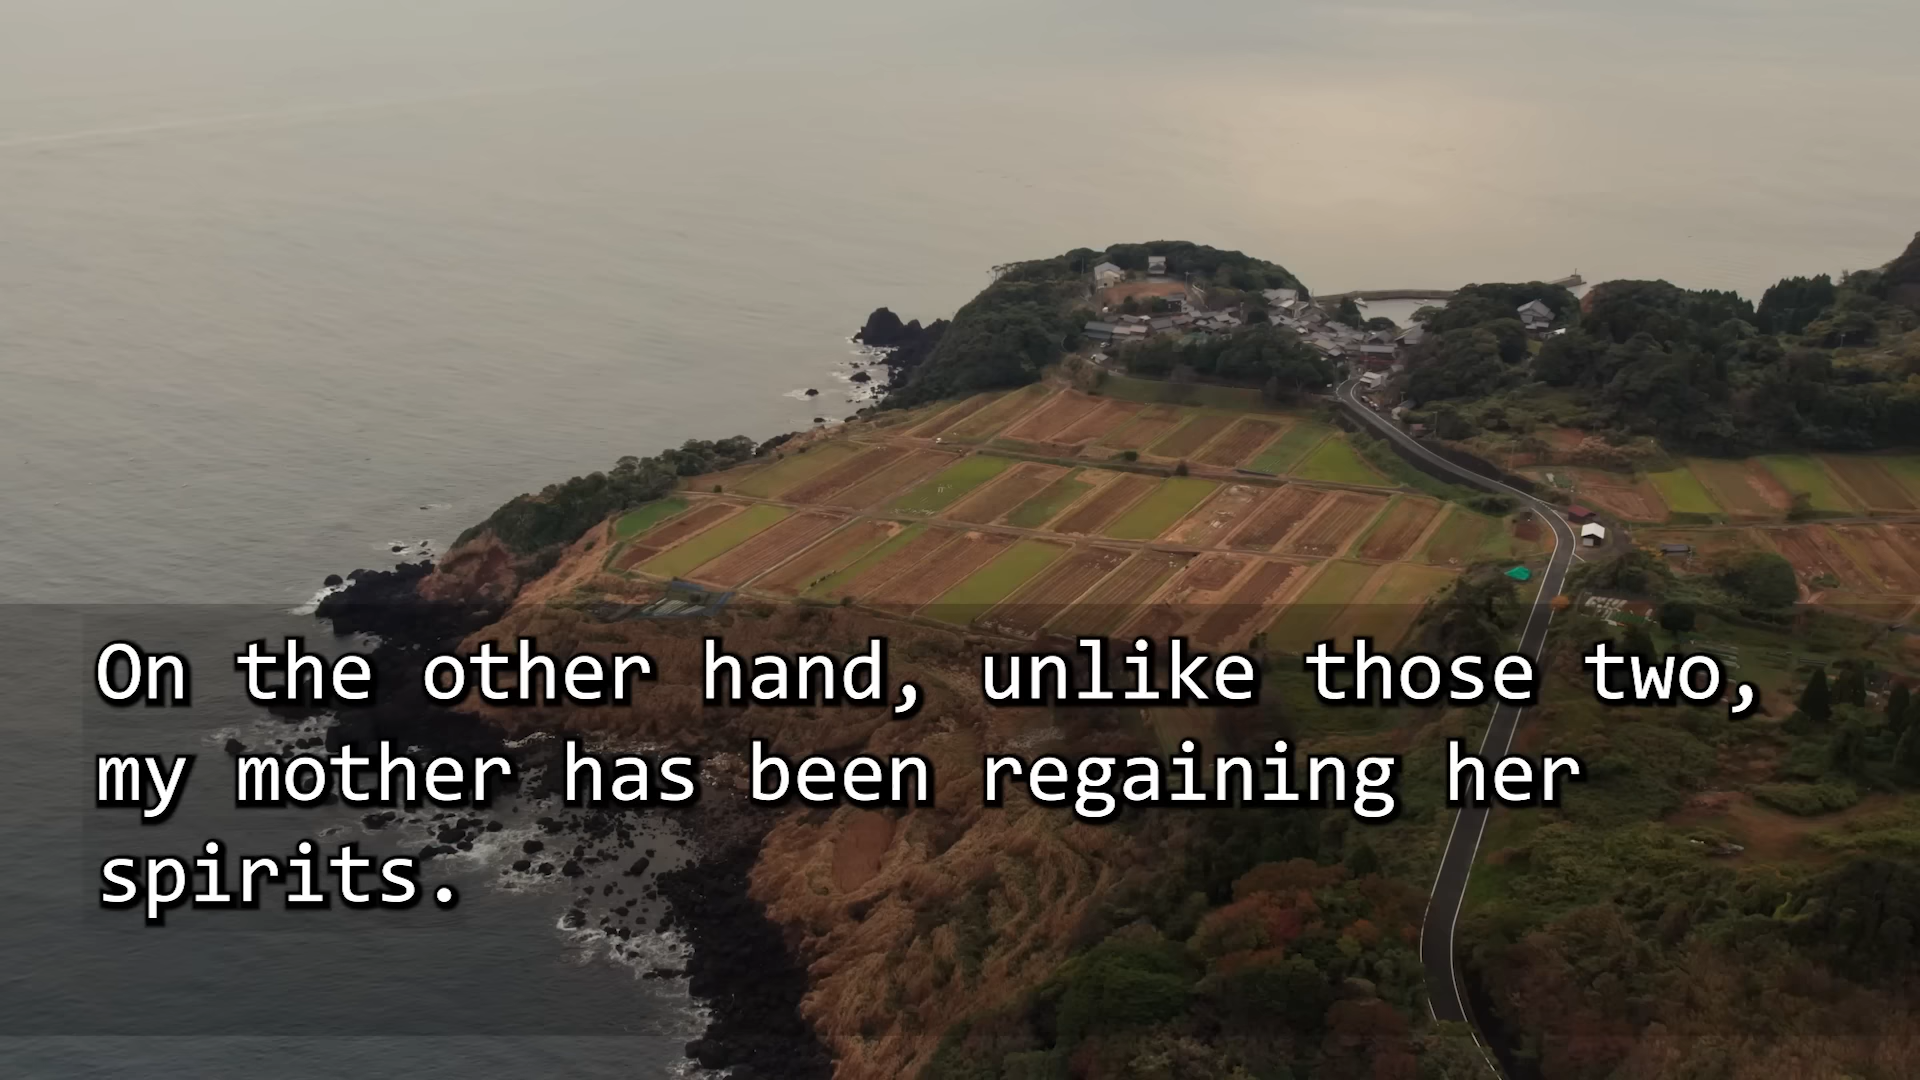 On the other hand, unlike those two,
my mother has been regaining her
spirits.